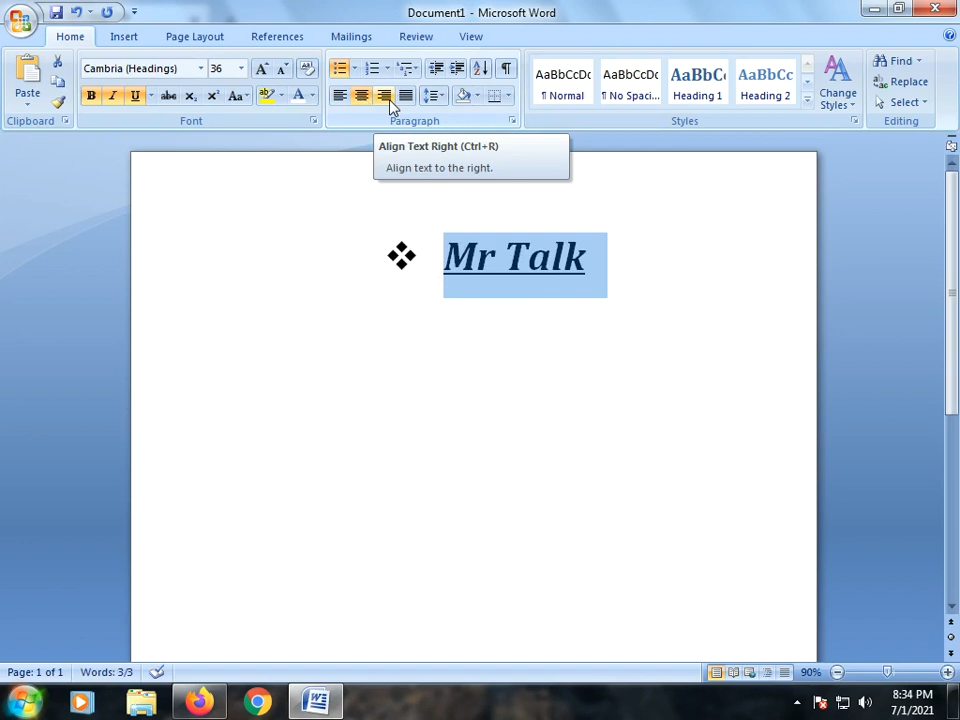 Document1 - Microsoft Word
Home Insert Page Layout References Mailings Review View
Paste
Clipboard
Cambria (Headings) 36
B I U abc X₂ X² Aa ab A
Font
Paragraph
AaBbCcDc AaBbCcDc AaBbC AaBbCc
¶ Normal ¶ No Spaci... Heading 1 Heading 2
Change
Styles
Styles
Find
Replace
Select
Editing
Align Text Right (Ctrl+R)
Align text to the right.
Mr Talk
Page: 1 of 1 Words: 3/3 90%
8:34 PM
7/1/2021